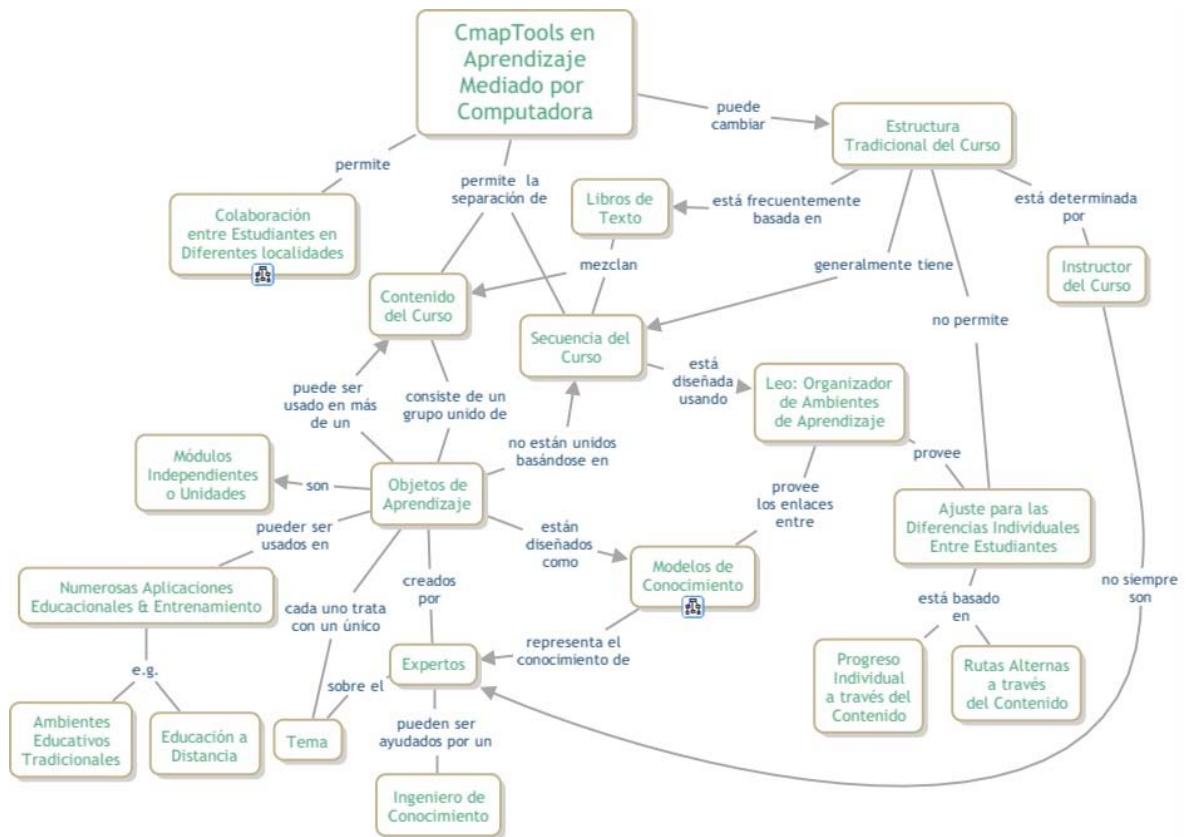 CmapTools en
Aprendizaje
Mediado por
Computadora
puede
cambiar
Estructura
Tradicional del Curso
permite
permite la
separación de
Libros de
Texto
está frecuentemente
basada en
está determinada
por
Colaboración
entre Estudiantes en
Diferentes localidades
mezclan
generalmente tiene
Instructor
del Curso
Contenido
del Curso
Secuencia del
Curso
no permite
está
diseñada
usando
Leo: Organizador
de Ambientes
de Aprendizaje
puede ser
usado en más
de un
consiste de un
grupo unido de
no están unidos
basándose en
provee
Módulos
Independientes
o Unidades
son
Objetos de
Aprendizaje
provee
los enlaces
entre
Ajuste para las
Diferencias Individuales
Entre Estudiantes
pueder ser
usados en
están
diseñados
como
Modelos de
Conocimiento
Numerosas Aplicaciones
Educacionales & Entrenamiento
creados
por
no siempre
son
cada uno trata
con un único
está basado
en
representa el
conocimiento de
Expertos
e.g.
sobre el
Progreso
Individual
a través del
Contenido
Rutas Alternas
a través
del Contenido
Ambientes
Educativos
Tradicionales
Educación a
Distancia
Tema
pueden ser
ayudados por un
Ingeniero de
Conocimiento